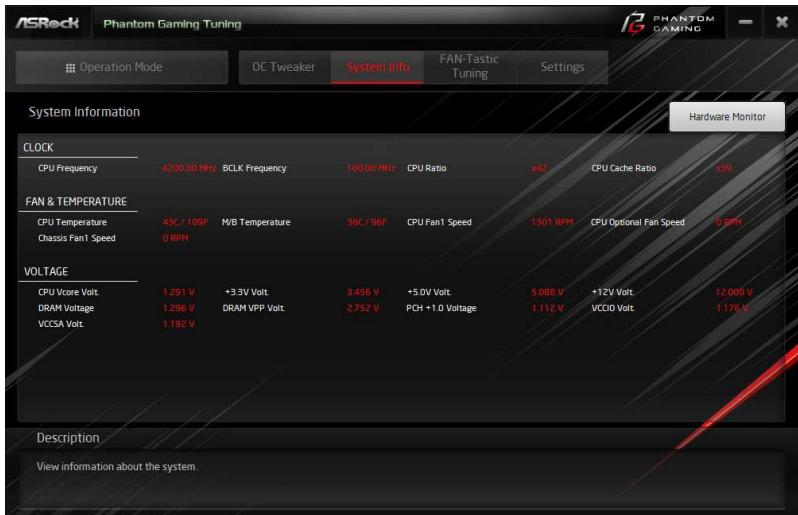 ASRock Phantom Gaming Tuning PHANTOM GAMING
Operation Mode OC Tweaker System Info FAN-Tastic Tuning Settings
System Information Hardware Monitor
CLOCK
CPU Frequency 4200.00 MHz BCLK Frequency 100.00 MHz CPU Ratio x42 CPU Cache Ratio x39
FAN & TEMPERATURE
CPU Temperature 43C / 109F M/B Temperature 36C / 96F CPU Fan1 Speed 1301 RPM CPU Optional Fan Speed 0 RPM
Chassis Fan1 Speed 0 RPM
VOLTAGE
CPU Vcore Volt. 1.291 V +3.3V Volt. 3.456 V +5.0V Volt. 5.088 V +12V Volt. 12.000 V
DRAM Voltage 1.296 V DRAM VPP Volt. 2.752 V PCH +1.0 Voltage 1.112 V VCCIO Volt. 1.176 V
VCCSA Volt. 1.192 V
Description
View information about the system.